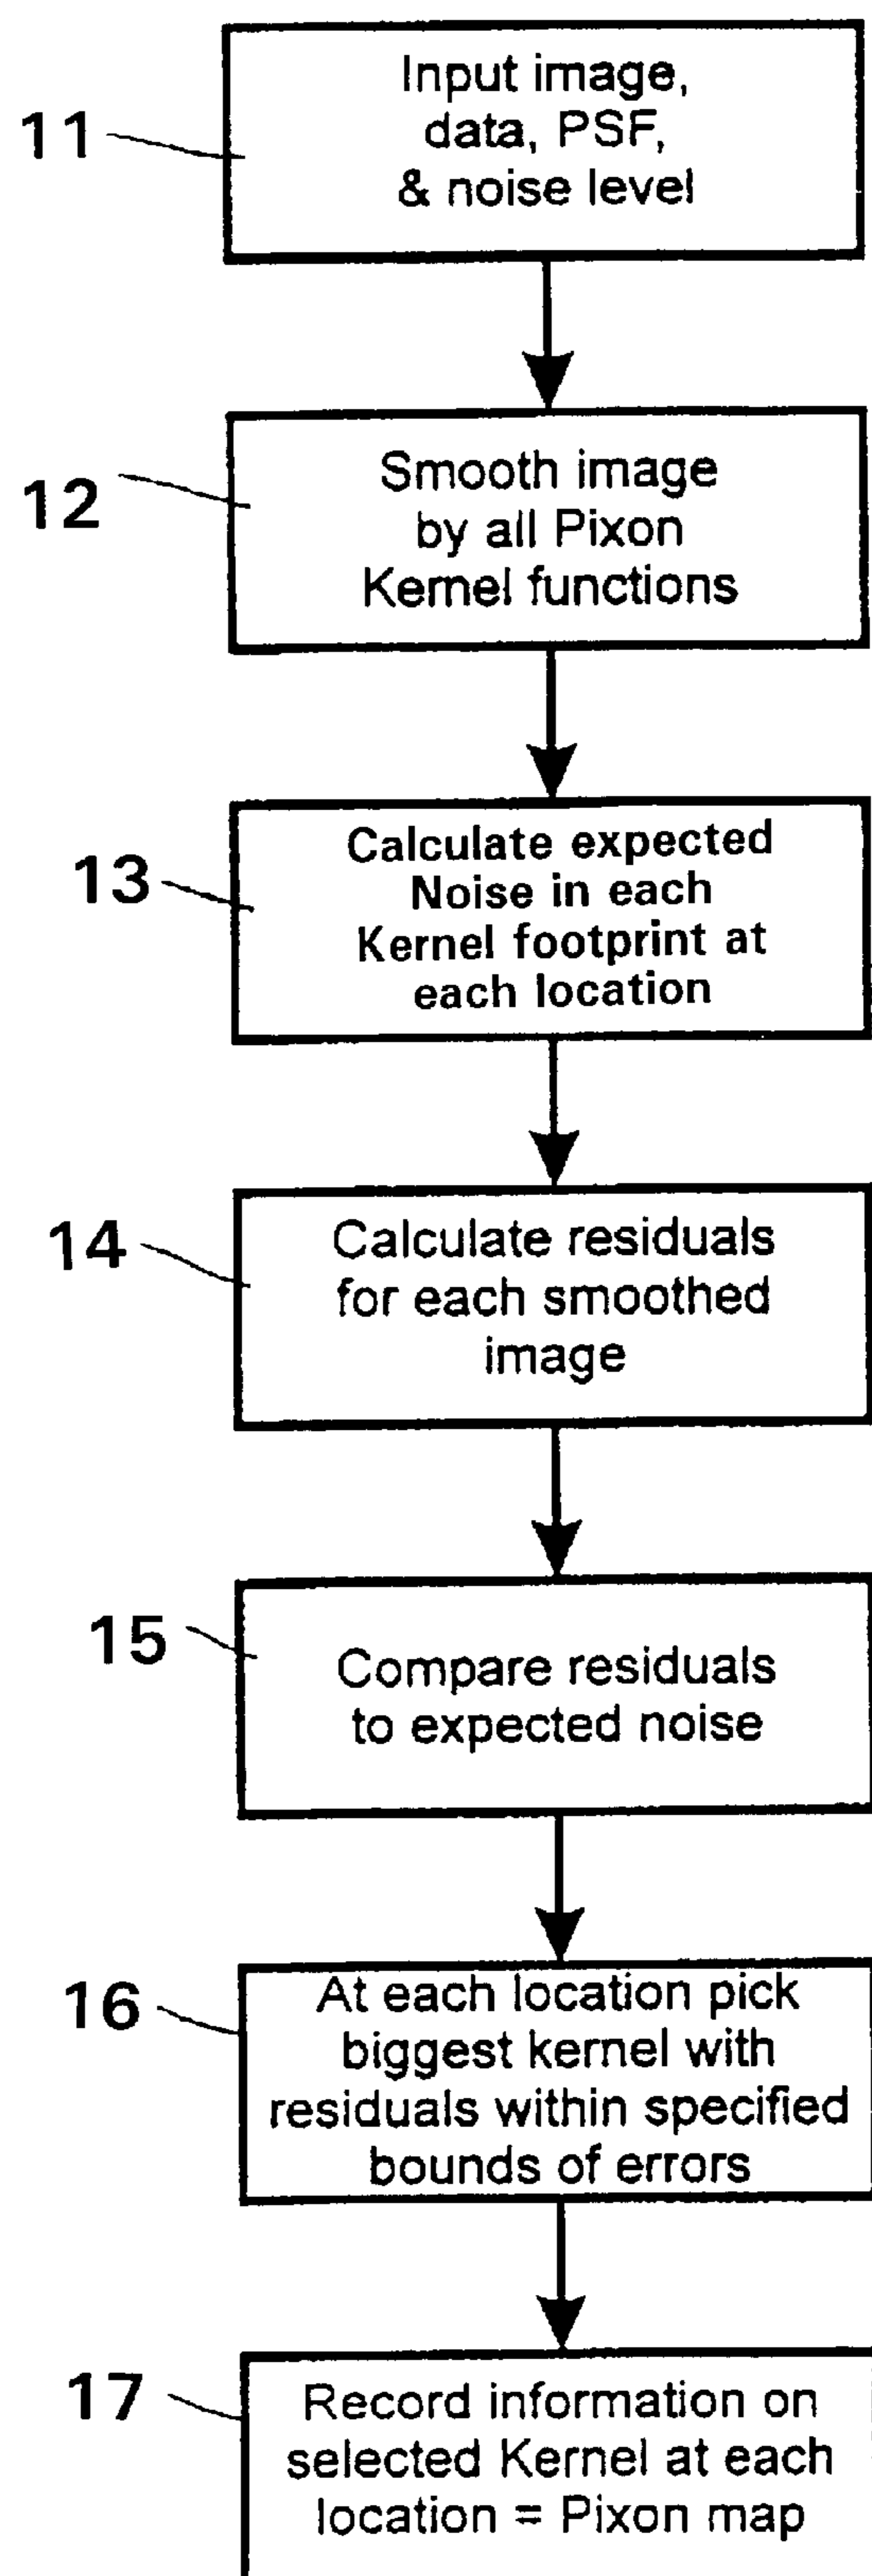 11
Input image,
data, PSF,
& noise level
12
Smooth image
by all Pixon
Kernel functions
13
Calculate expected
Noise in each
Kernel footprint at
each location
14
Calculate residuals
for each smoothed
image
15
Compare residuals
to expected noise
16
At each location pick
biggest kernel with
residuals within specified
bounds of errors
17
Record information on
selected Kernel at each
location = Pixon map